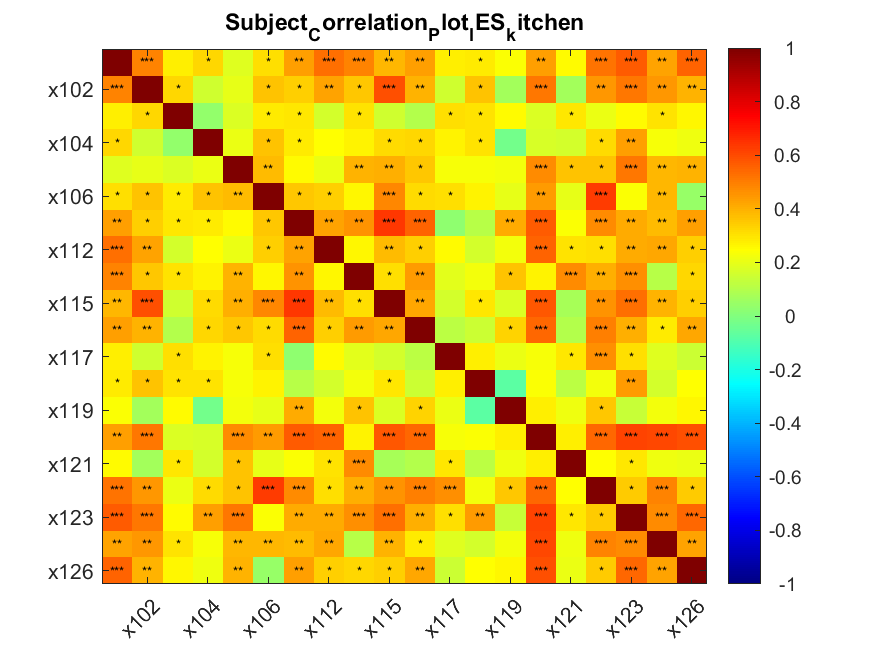 SubjectCorrelationPlotIESkitchen
*** * * ** *** *** ** ** ** *** *** ** ***
x102 *** * * * ** * *** ** * *** ** *** ** **
* * * * * * * *
x104 * * * * * * * **
** ** ** * *** * * *** ** **
x106 * * * * ** * * *** * * ** *** **
** * * * * ** ** *** *** ** *** *** ** ** **
x112 *** ** * ** ** * *** * * ** ** *
*** * * ** ** * ** * *** ** *** *
x115 ** *** * ** *** *** ** * ** * *** ** *** ** *
** ** * * * *** * ** ** * *** *** ** * **
x117 * * * *** *
* * * * * **
x119 ** * * *
** *** *** ** *** *** *** *** *** *** *** ***
x121 * * * *** * *
*** ** * * *** *** * ** ** *** *** * *** * *** *
x123 *** *** ** *** ** ** *** *** ** * ** *** * * *** ***
** ** * ** ** ** ** ** * *** *** *** **
x126 *** ** ** ** * * * ** *** * *** **
x102 x104 x106 x112 x115 x117 x119 x121 x123 x126
1
0.8
0.6
0.4
0.2
0
-0.2
-0.4
-0.6
-0.8
-1